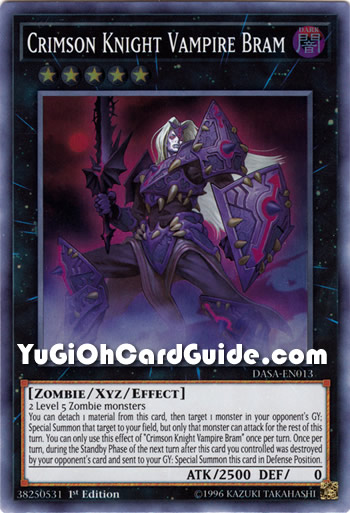 CRIMSON KNIGHT VAMPIRE BRAM
DARK
闇
YuGiOhCardGuide.com
DASA-EN013
[ZOMBIE/XYZ/EFFECT]
2 Level 5 Zombie monsters
You can detach 1 material from this card, then target 1 monster in your opponent's GY;
Special Summon that target to your field, but only that monster can attack for the rest of this
turn. You can only use this effect of "Crimson Knight Vampire Bram" once per turn. Once per
turn, during the Standby Phase of the next turn after this card you controlled was destroyed
by your opponent's card and sent to your GY: Special Summon this card in Defense Position.
ATK/2500 DEF/ 0
38250531 1st Edition ©1996 KAZUKI TAKAHASHI